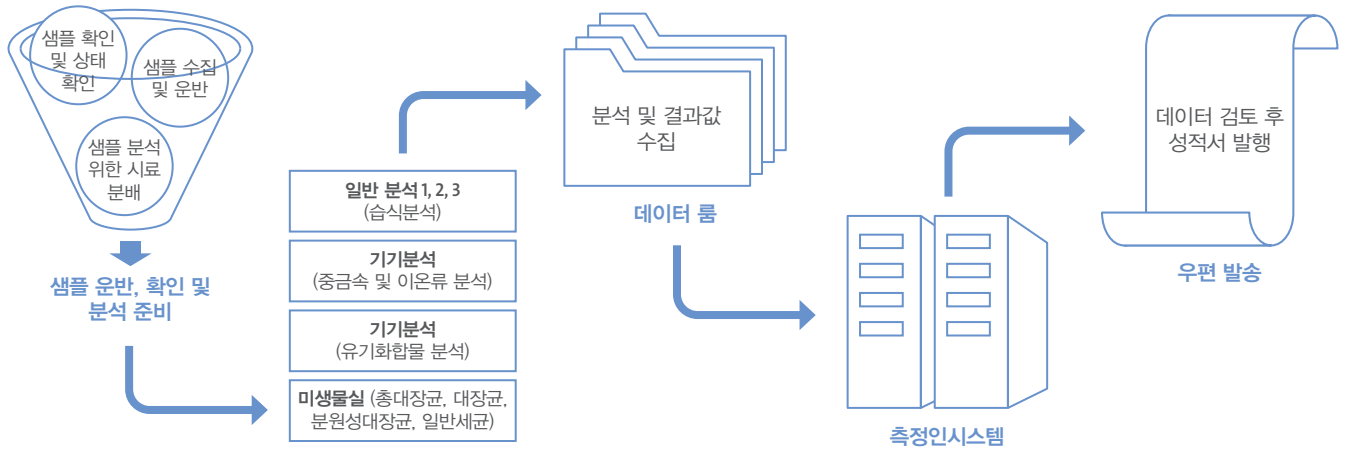 샘플 확인
및 상태
확인
샘플 수집
및 운반
샘플 분석
위한 시료
분배
샘플 운반, 확인 및
분석 준비
일반 분석 1, 2, 3
(습식분석)
기기분석
(중금속 및 이온류 분석)
기기분석
(유기화합물 분석)
미생물실 (총대장균, 대장균,
분원성대장균, 일반세균)
분석 및 결과값
수집
데이터 룸
측정인시스템
데이터 검토 후
성적서 발행
우편 발송